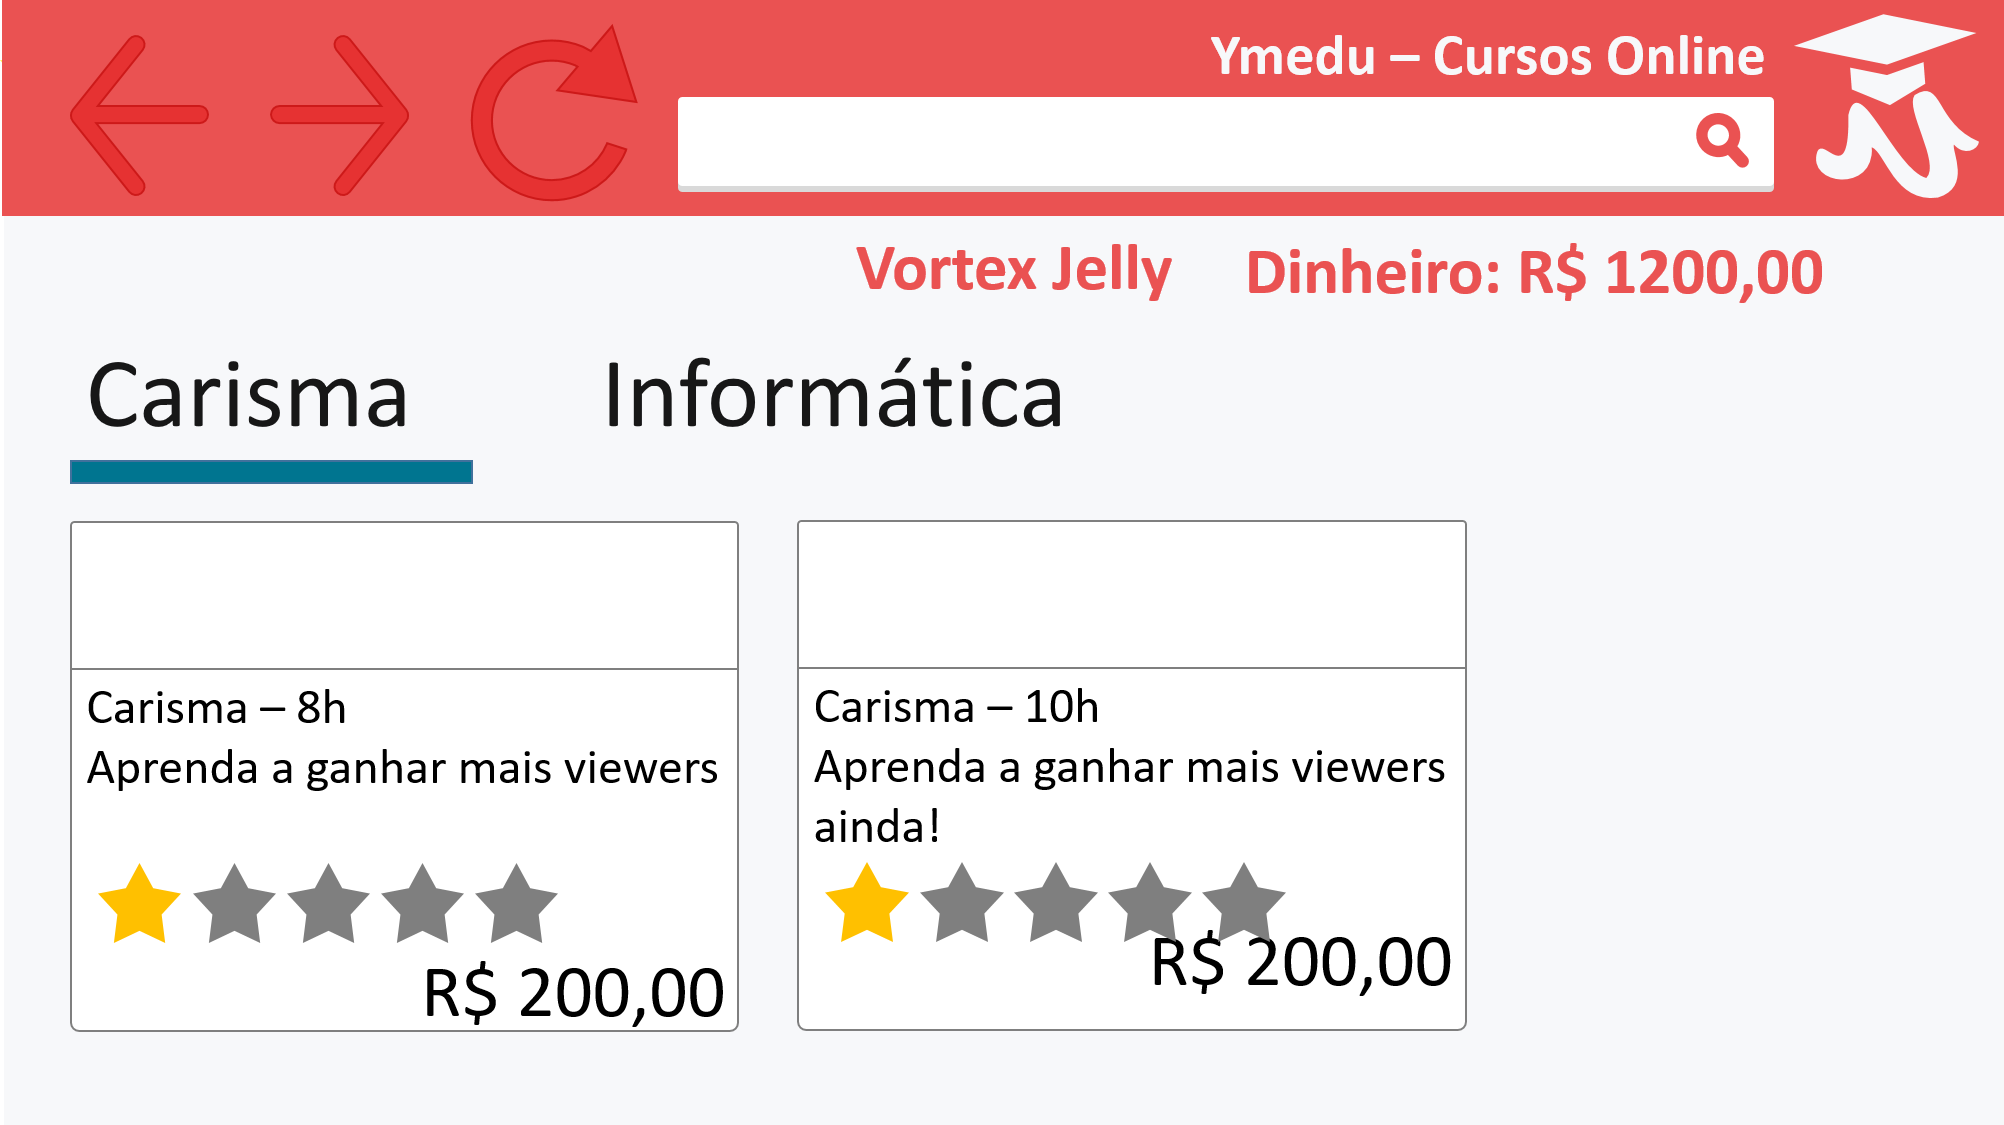 Ymedu – Cursos Online
Vortex Jelly Dinheiro: R$ 1200,00
Carisma Informática
Carisma – 8h
Aprenda a ganhar mais viewers
R$ 200,00
Carisma – 10h
Aprenda a ganhar mais viewers
ainda!
R$ 200,00